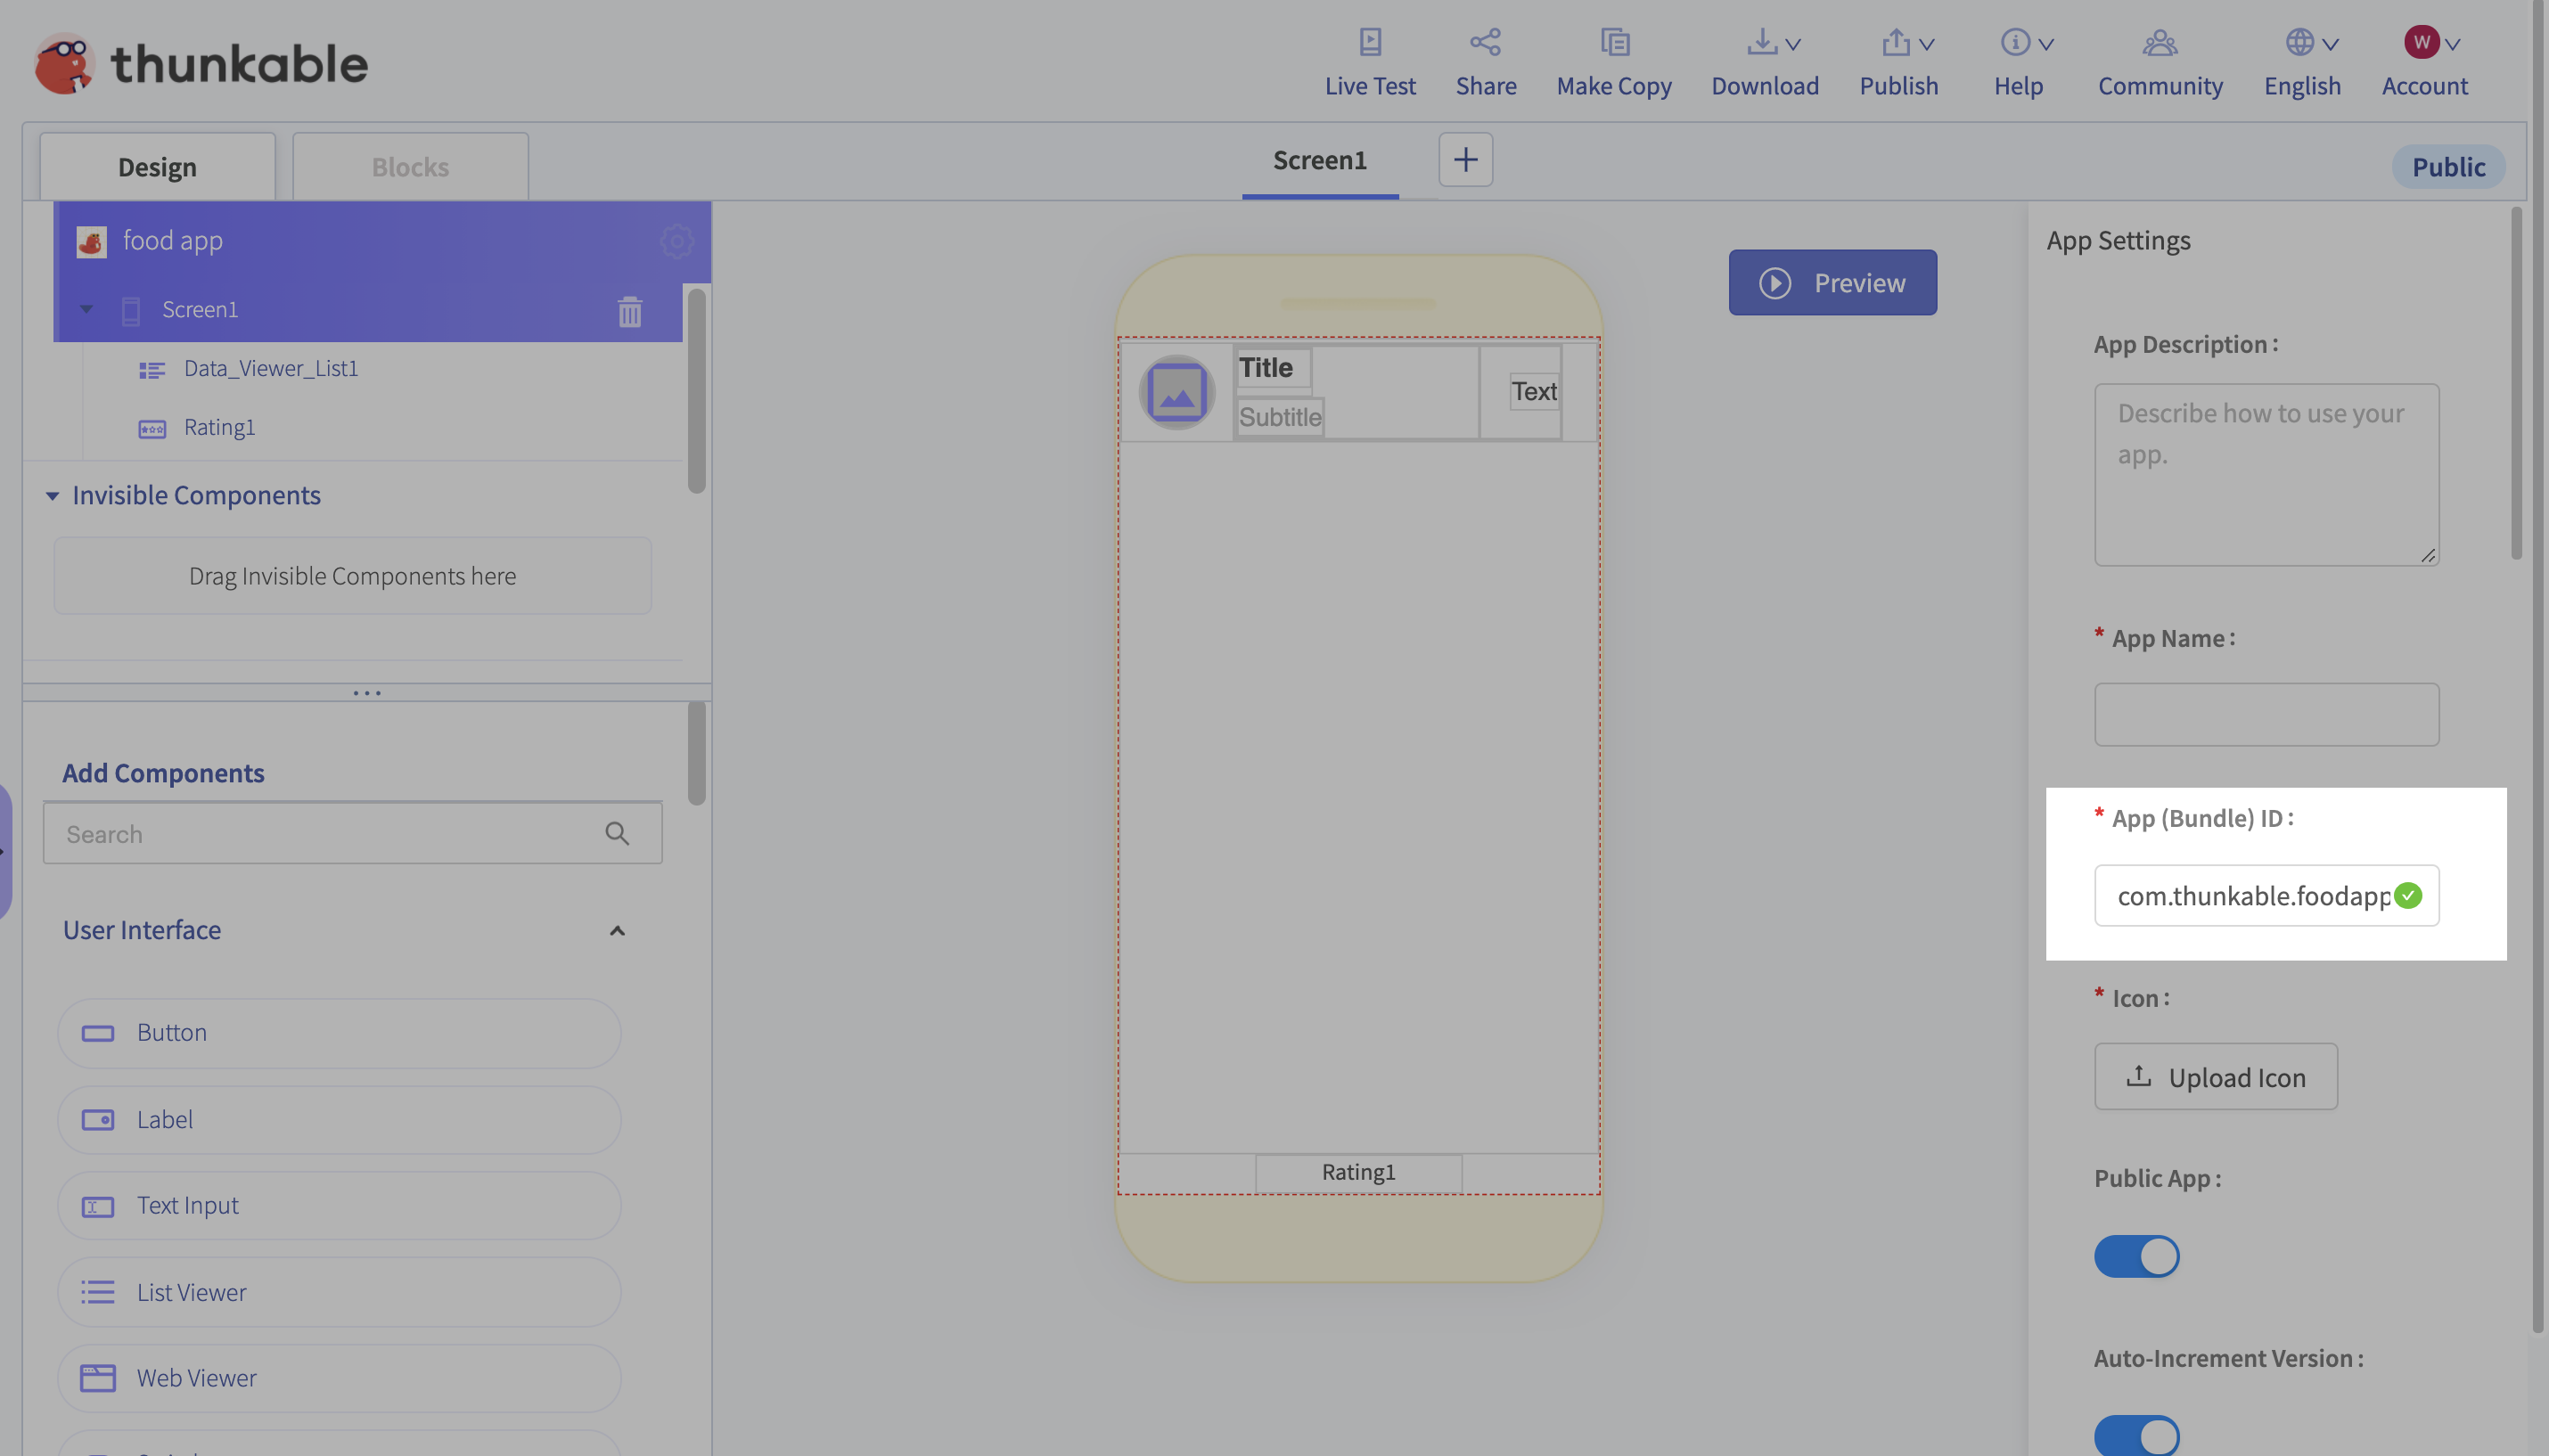 thunkable
Live Test
Share
Make Copy
Download
Publish
Help
Community
English
W
Account
Design
Blocks
Screen1
Public
food app
Screen1
Data_Viewer_List1
Rating1
Invisible Components
Drag Invisible Components here
Add Components
Search
User Interface
Button
Label
Text Input
List Viewer
Web Viewer
Preview
Title
Subtitle
Text
Rating1
App Settings
App Description:
Describe how to use your
app.
* App Name:
* App (Bundle) ID:
com.thunkable.foodapp
* Icon:
Upload Icon
Public App:
Auto-Increment Version: